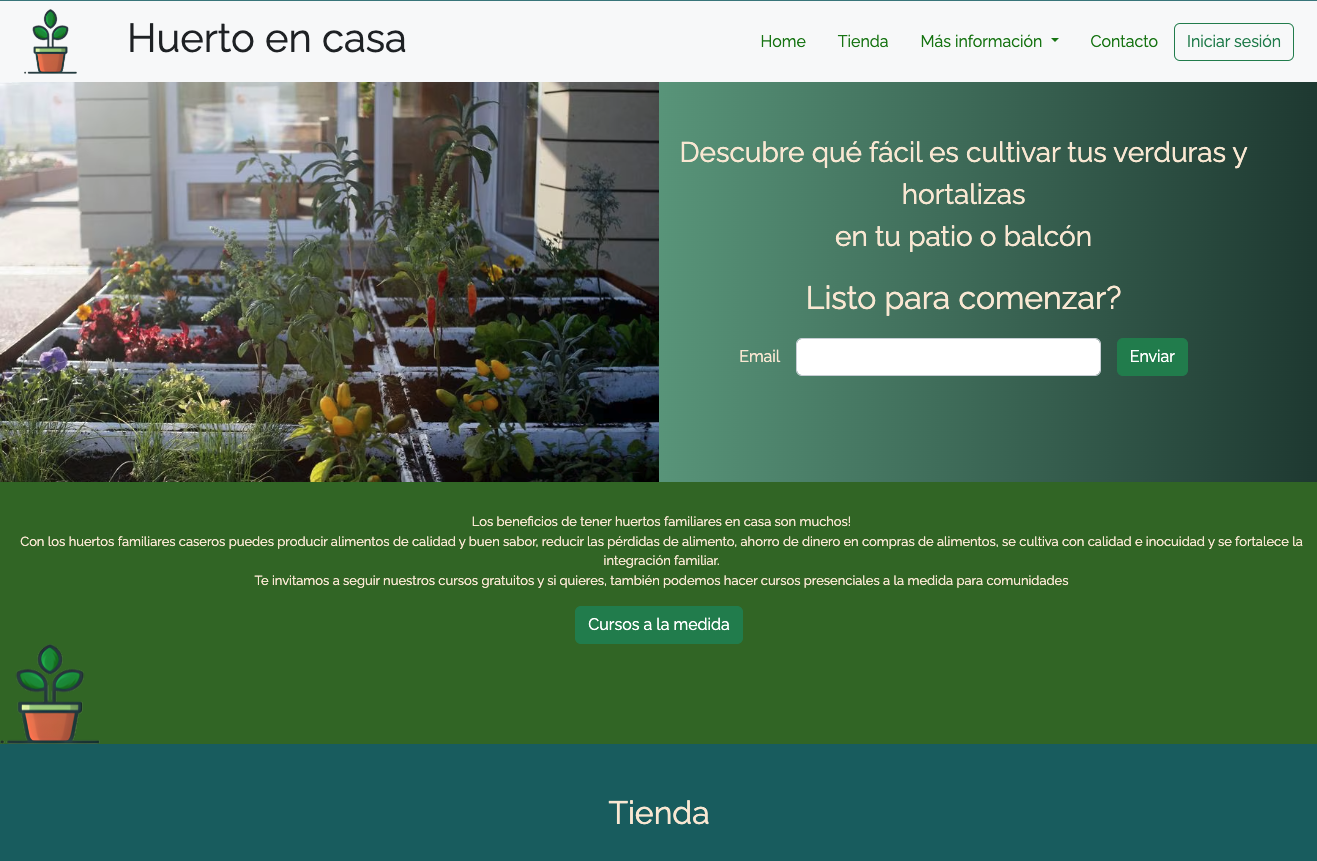 Huerto en casa
Home
Tienda
Más información
Contacto
Iniciar sesión
Descubre qué fácil es cultivar tus verduras y
hortalizas
en tu patio o balcón
Listo para comenzar?
Email
Enviar
Los beneficios de tener huertos familiares en casa son muchos!
Con los huertos familiares caseros puedes producir alimentos de calidad y buen sabor, reducir las pérdidas de alimento, ahorro de dinero en compras de alimentos, se cultiva con calidad e inocuidad y se fortalece la
integración familiar.
Te invitamos a seguir nuestros cursos gratuitos y si quieres, también podemos hacer cursos presenciales a la medida para comunidades
Cursos a la medida
Tienda